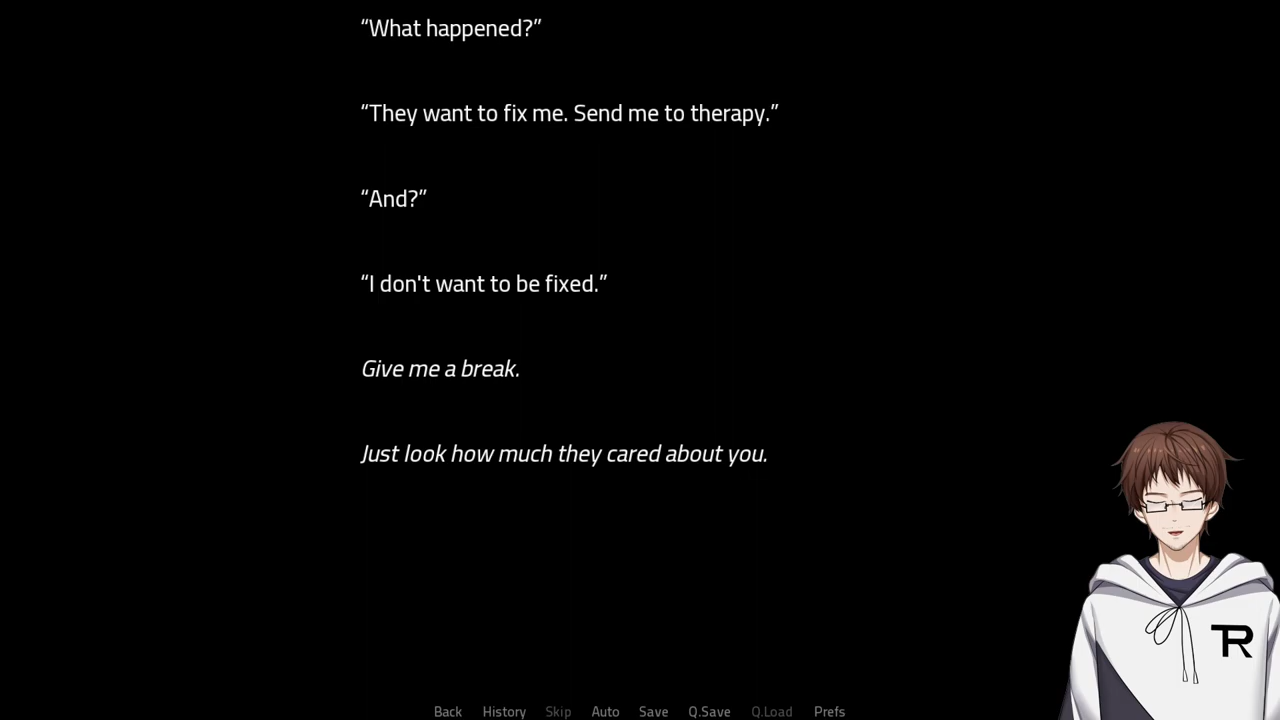 “What happened?”
“They want to fix me. Send me to therapy.”
“And?”
“I don't want to be fixed.”
Give me a break.
Just look how much they cared about you.
TR
Back History Skip Auto Save Q.Save Q.Load Prefs